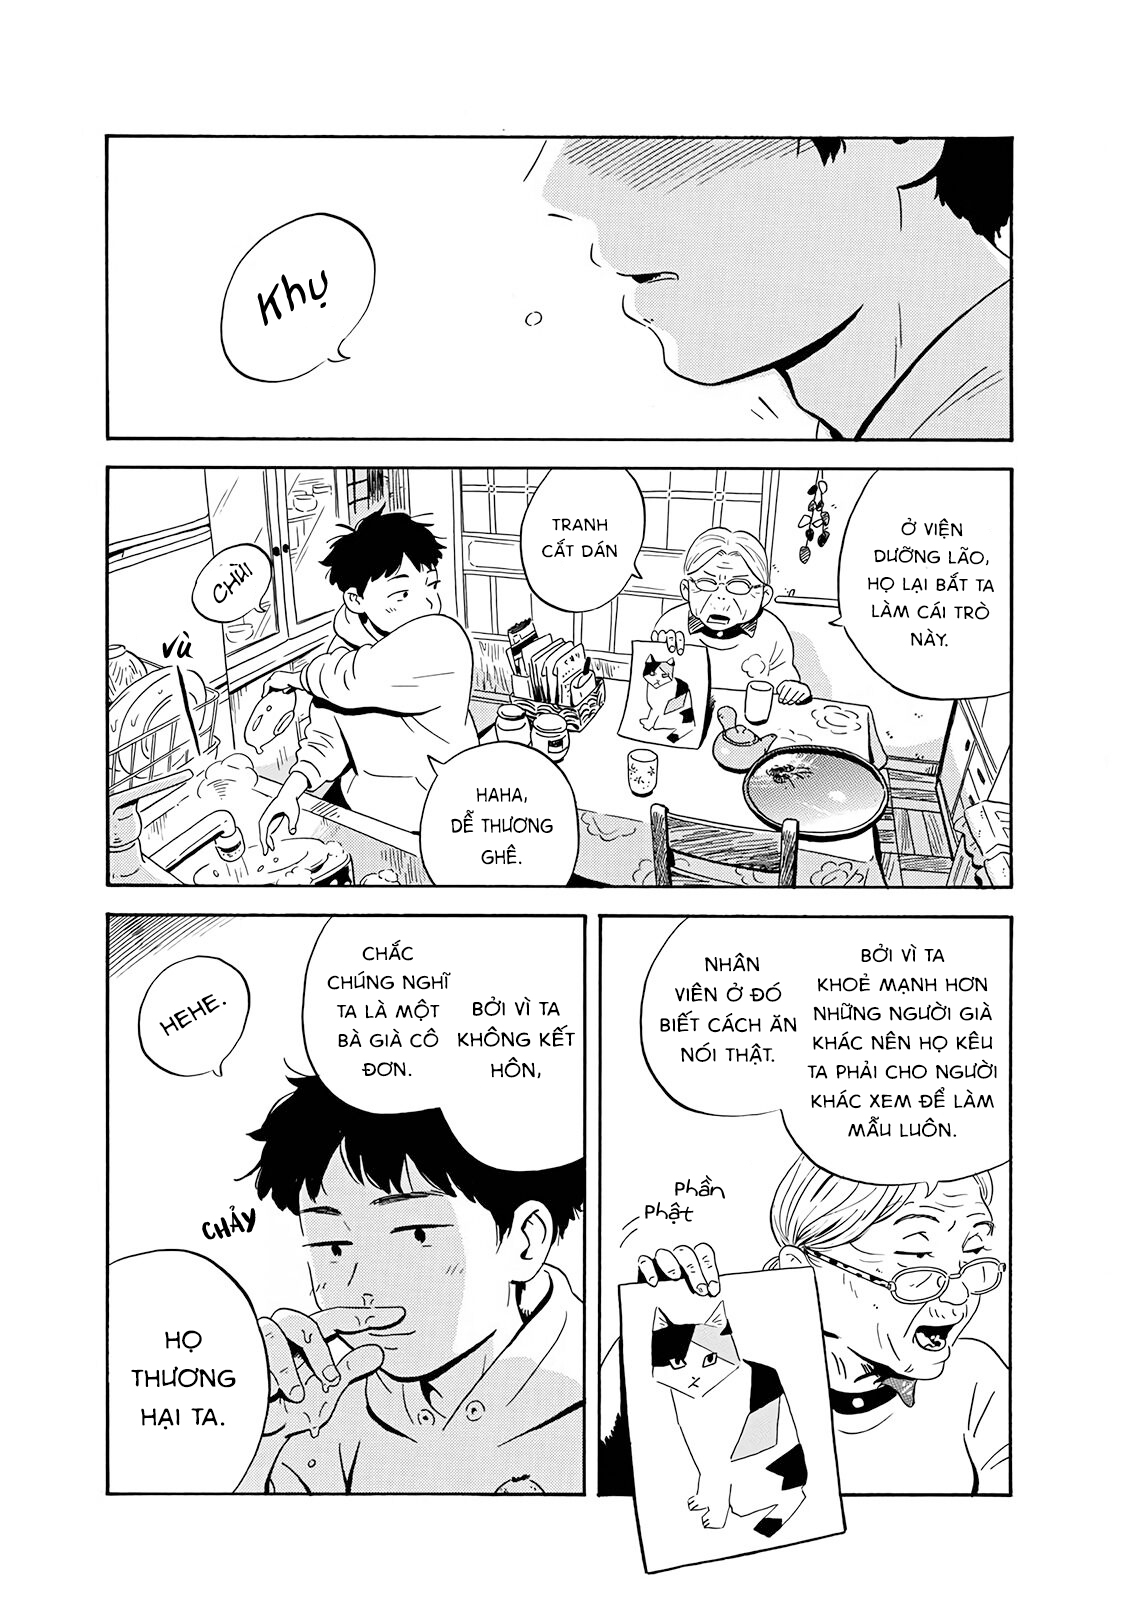 Khụ
Ở VIỆN
DƯỠNG LÃO,
HỌ LẠI BẮT TA
LÀM CÁI TRÒ
NÀY.
TRANH
CẮT DÁN
CHÙI
VÙ
HAHA,
DỄ THƯƠNG
GHÊ.
BỞI VÌ TA
KHOẺ MẠNH HƠN
NHỮNG NGƯỜI GIÀ
KHÁC NÊN HỌ KÊU
TA PHẢI CHO NGƯỜI
KHÁC XEM ĐỂ LÀM
MẪU LUÔN.
NHÂN
VIÊN Ở ĐÓ
BIẾT CÁCH ĂN
NÓI THẬT.
Phần
Phật
BỞI VÌ TA
KHÔNG KẾT
HÔN,
CHẮC
CHÚNG NGHĨ
TA LÀ MỘT
BÀ GIÀ CÔ
ĐƠN.
HEHE.
CHẢY
HỌ
THƯƠNG
HẠI TA.